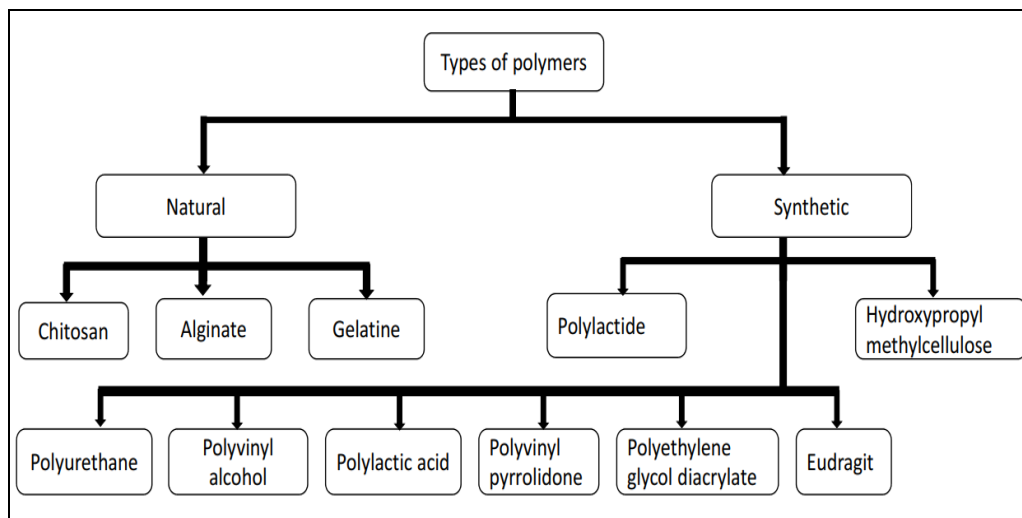 Types of polymers
Natural
Synthetic
Chitosan
Alginate
Gelatine
Polylactide
Hydroxypropyl
methylcellulose
Polyurethane
Polyvinyl
alcohol
Polylactic acid
Polyvinyl
pyrrolidone
Polyethylene
glycol diacrylate
Eudragit